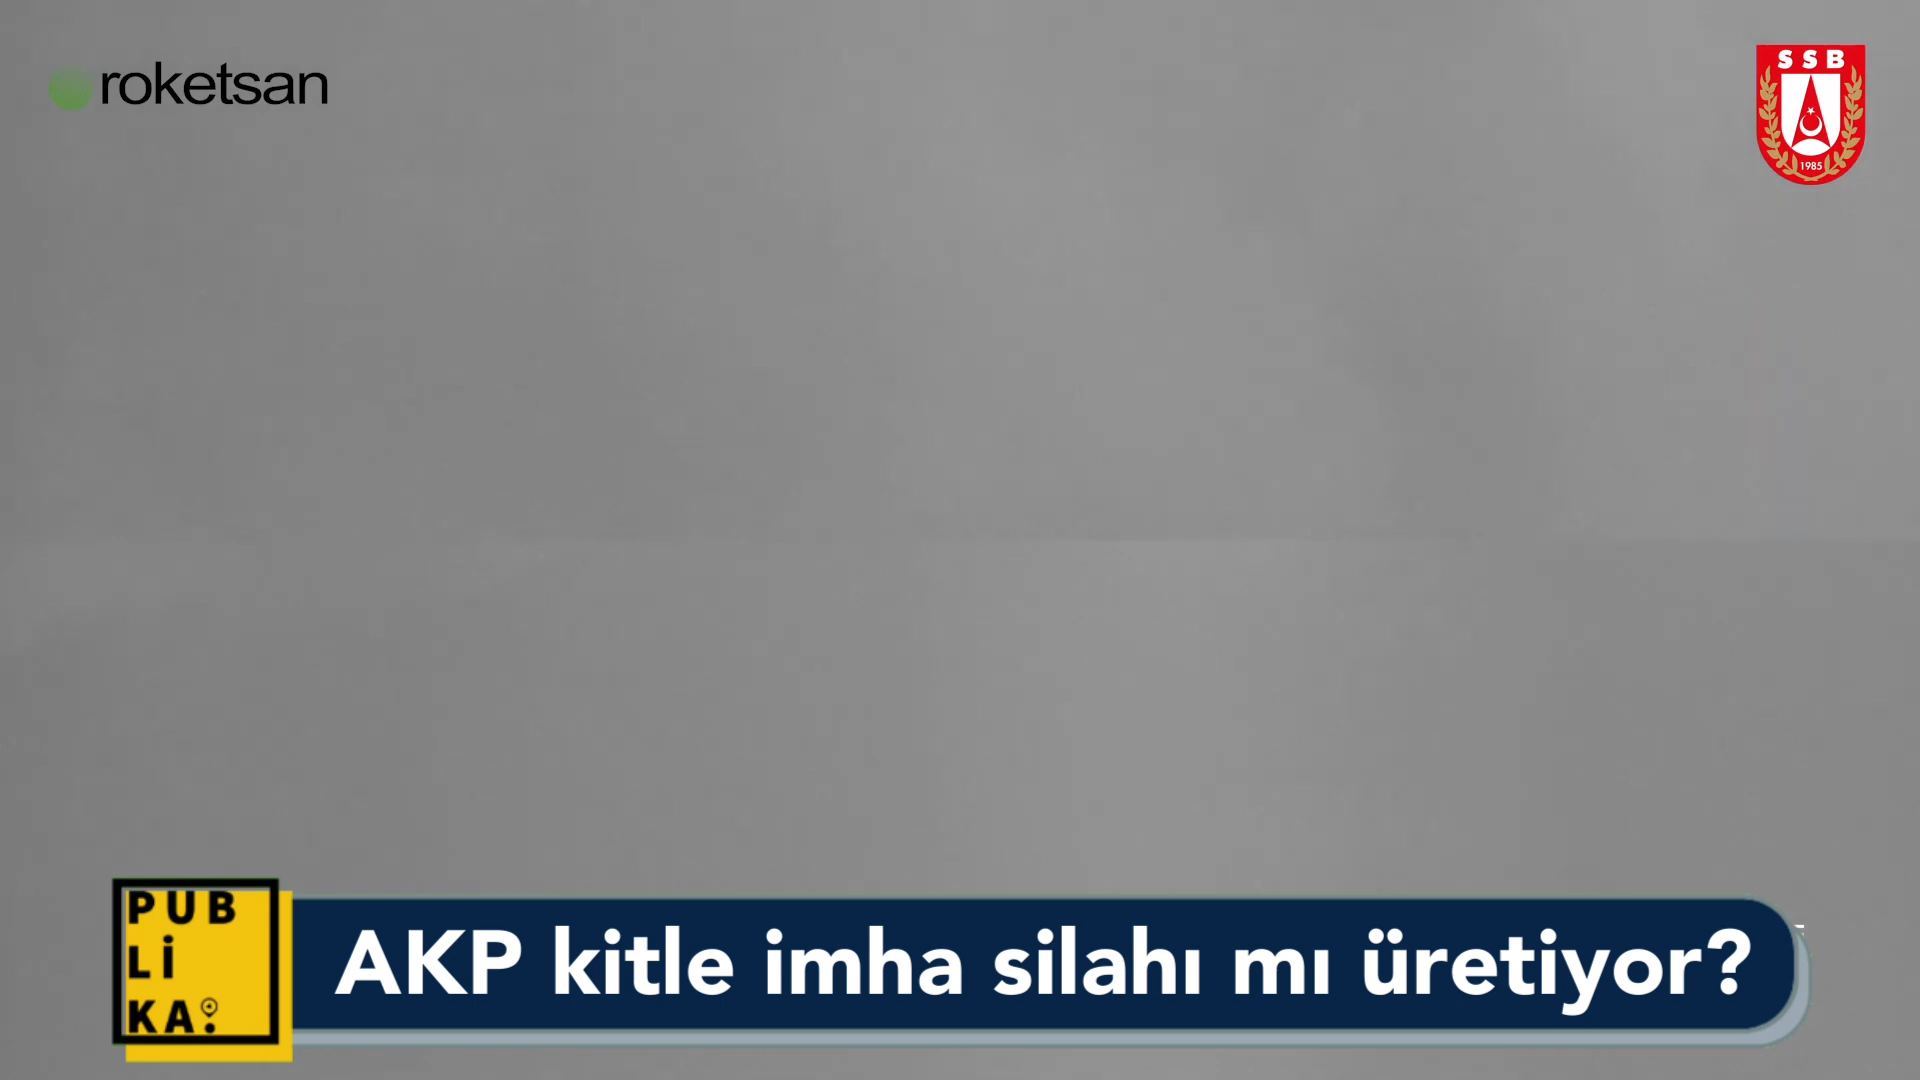 roketsan
SSB
1985
PUB
Lİ
KA
AKP kitle imha silahı mı üretiyor?